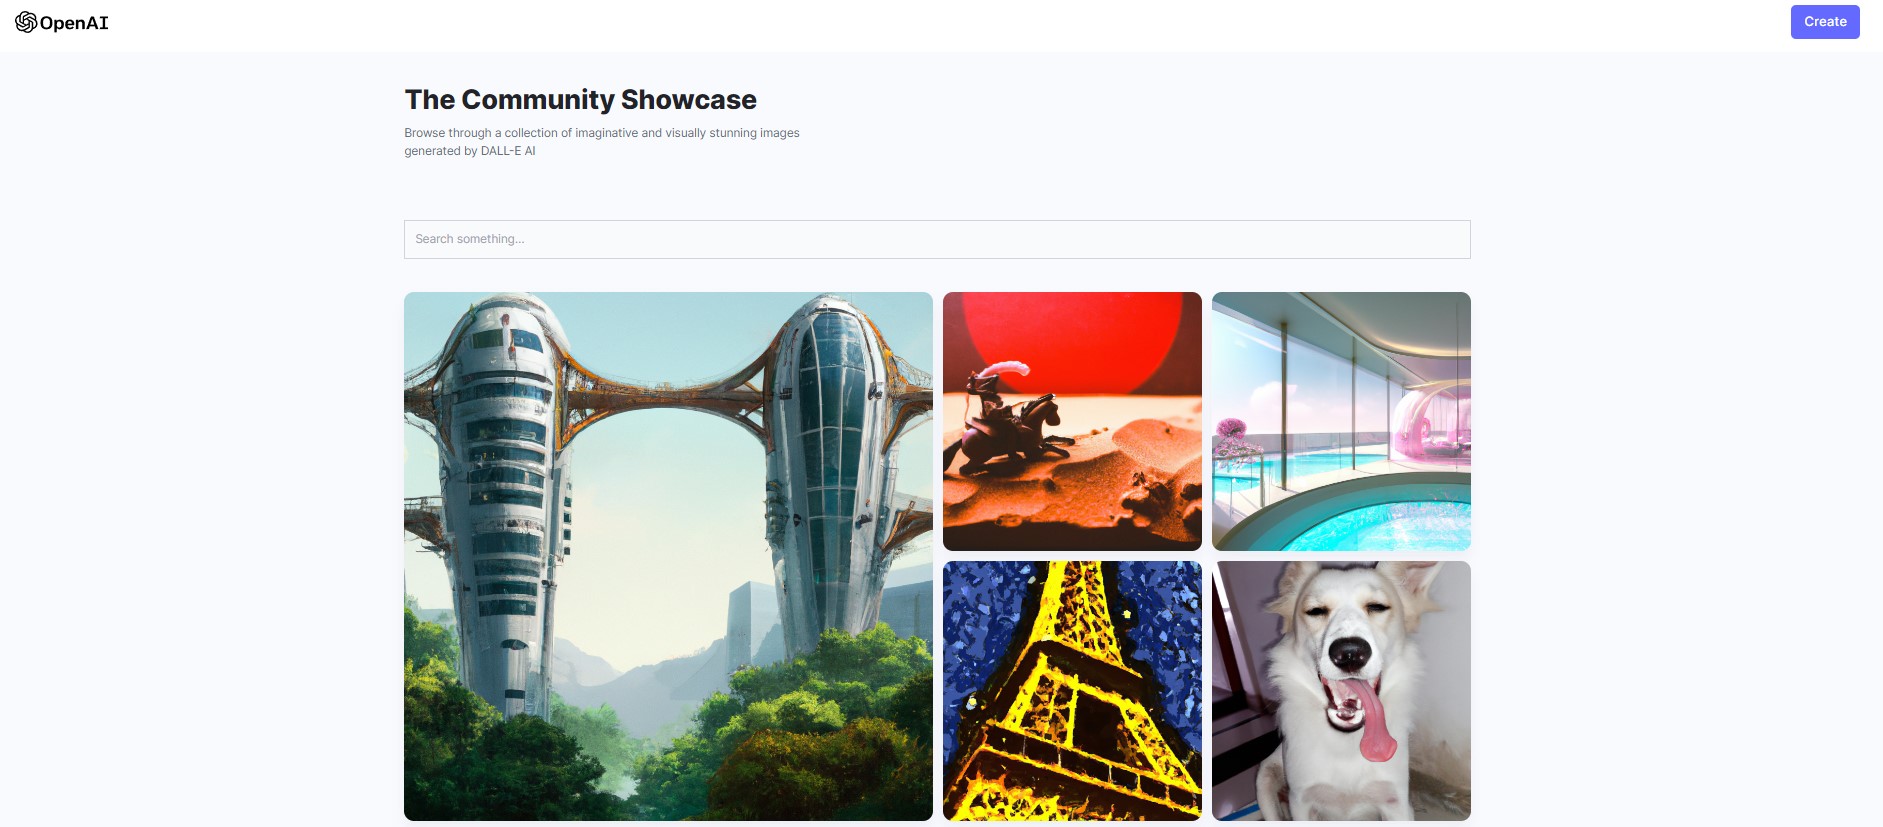 OpenAI
Create
The Community Showcase
Browse through a collection of imaginative and visually stunning images
generated by DALL-E AI
Search something...